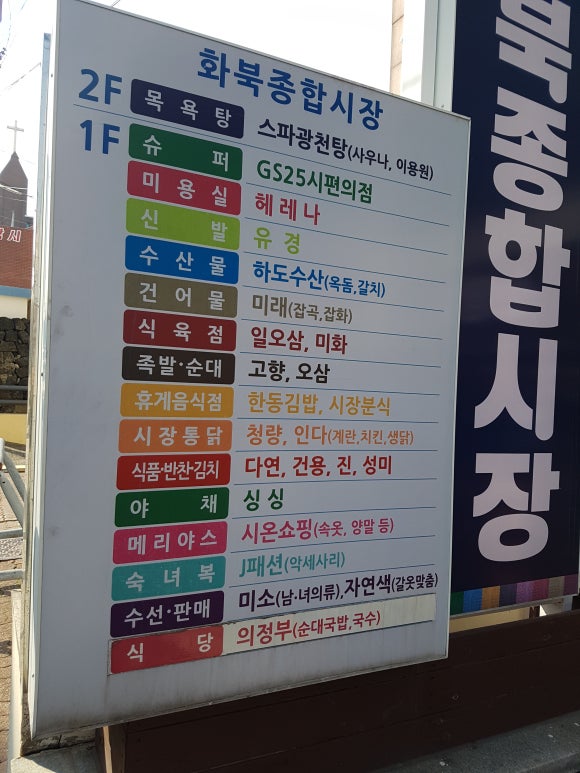 화북종합시장
2F 목욕탕 스파광천탕(사우나, 이용원)
1F 슈퍼 GS25시편의점
미용실 헤레나
신발 유경
수산물 하도수산(옥돔,갈치)
건어물 미래(잡곡,잡화)
식육점 일오삼, 미화
족발·순대 고향, 오삼
휴게음식점 한동김밥, 시장분식
시장통닭 청량, 인다(계란,치킨,생닭)
식품·반찬·김치 다연, 건용, 진, 성미
야채 싱싱
메리야스 시온쇼핑(속옷, 양말 등)
숙녀복 J패션(악세사리)
수선·판매 미소(남·녀의류),자연색(갈옷맞춤)
식당 의정부(순대국밥,국수)
북종합시장